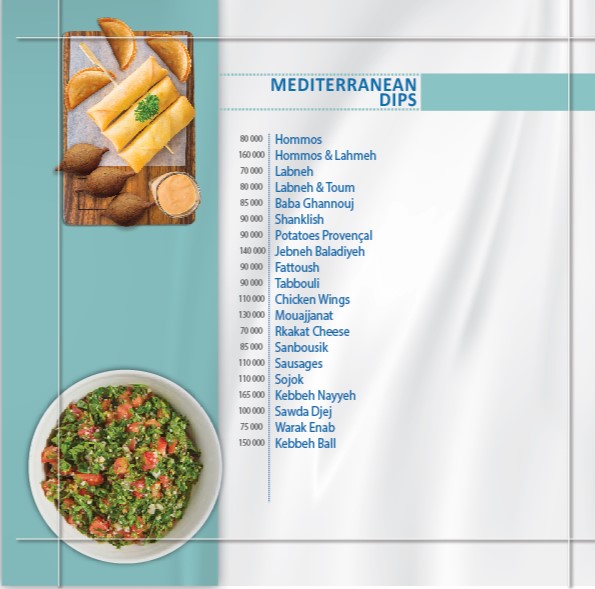 MEDITERRANEAN
DIPS
80 000 Hommos
160 000 Hommos & Lahmeh
70 000 Labneh
80 000 Labneh & Toum
85 000 Baba Ghannouj
90 000 Shanklish
90 000 Potatoes Provençal
140 000 Jebneh Baladiyeh
90 000 Fattoush
90 000 Tabbouli
110 000 Chicken Wings
130 000 Mouajjanat
70 000 Rkakat Cheese
85 000 Sanbousik
110 000 Sausages
110 000 Sojok
165 000 Kebbeh Nayyeh
100 000 Sawda Djej
75 000 Warak Enab
150 000 Kebbeh Ball